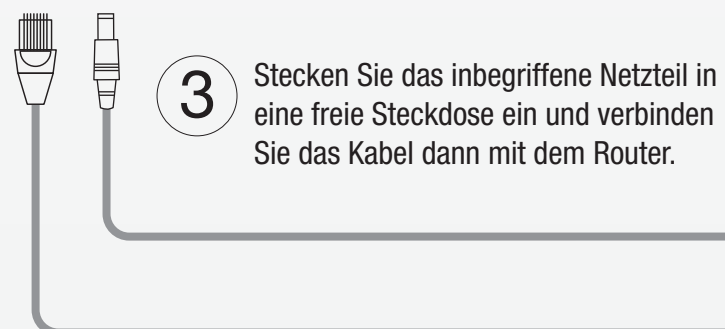 3
Stecken Sie das inbegriffene Netzteil in
eine freie Steckdose ein und verbinden
Sie das Kabel dann mit dem Router.